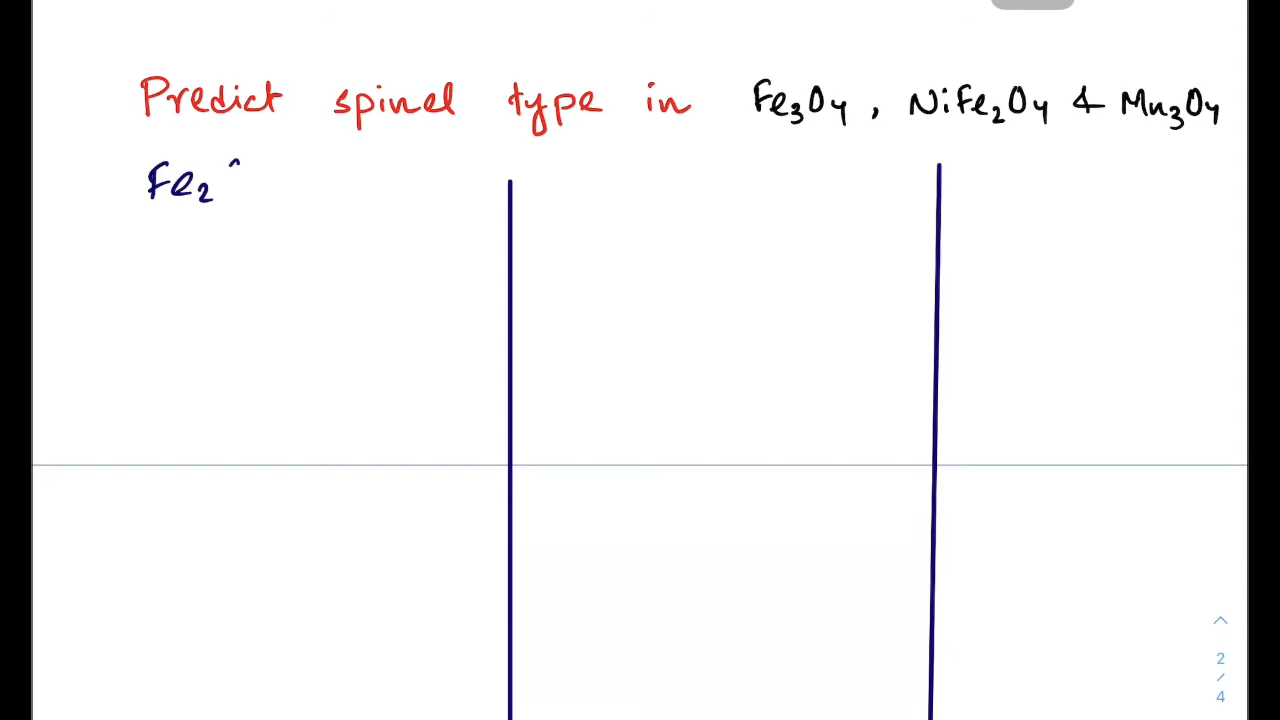 Predict spinel type in Fe₃O₄, NiFe₂O₄ & Mn₃O₄
Fe₂
2
/
4